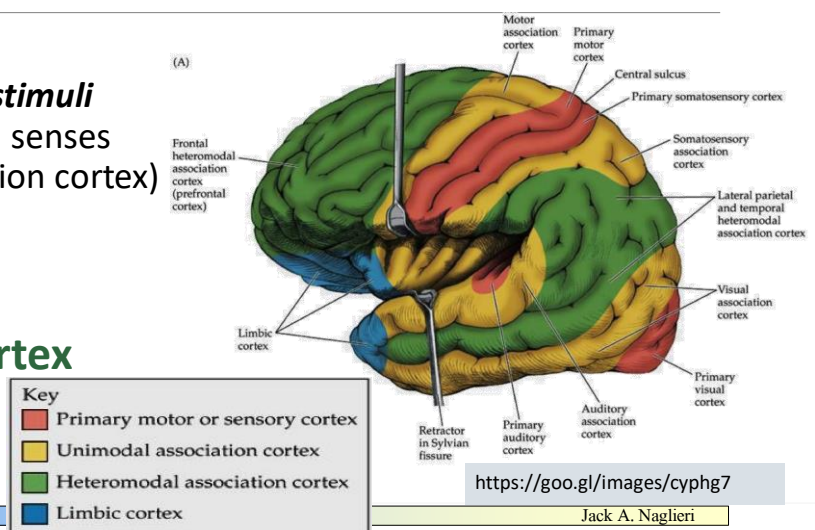 stimuli
senses
ion cortex)
rtex
(A)
Motor
association
cortex
Primary
motor
cortex
Central sulcus
Primary somatosensory cortex
Somatosensory
association
cortex
Lateral parietal
and temporal
heteromodal
association cortex
Visual
association
cortex
Primary
visual
cortex
Auditory
association
cortex
Primary
auditory
cortex
Retractor
in Sylvian
fissure
Limbic
cortex
Frontal
heteromodal
association
cortex
(prefrontal
cortex)
Key
Primary motor or sensory cortex
Unimodal association cortex
Heteromodal association cortex
Limbic cortex
https://goo.gl/images/cyphg7
Jack A. Naglieri